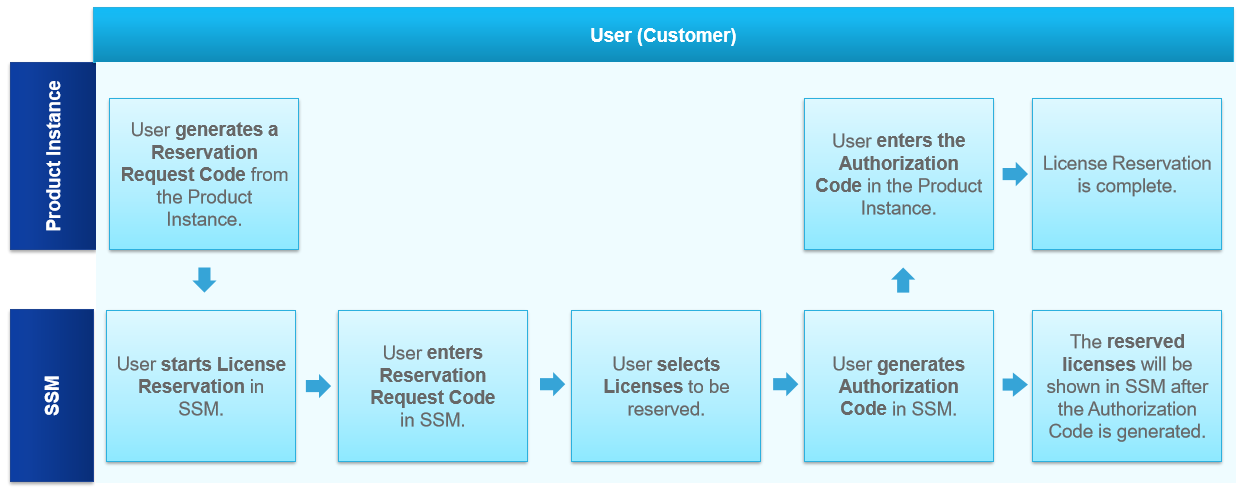 User (Customer)
Product Instance
User generates a
Reservation
Request Code from
the Product
Instance.
User enters the
Authorization
Code in the Product
Instance.
License Reservation
is complete.
SSM
User starts License
Reservation in
SSM.
User enters
Reservation
Request Code
in SSM.
User selects
Licenses to be
reserved.
User generates
Authorization
Code in SSM.
The reserved
licenses will be
shown in SSM after
the Authorization
Code is generated.